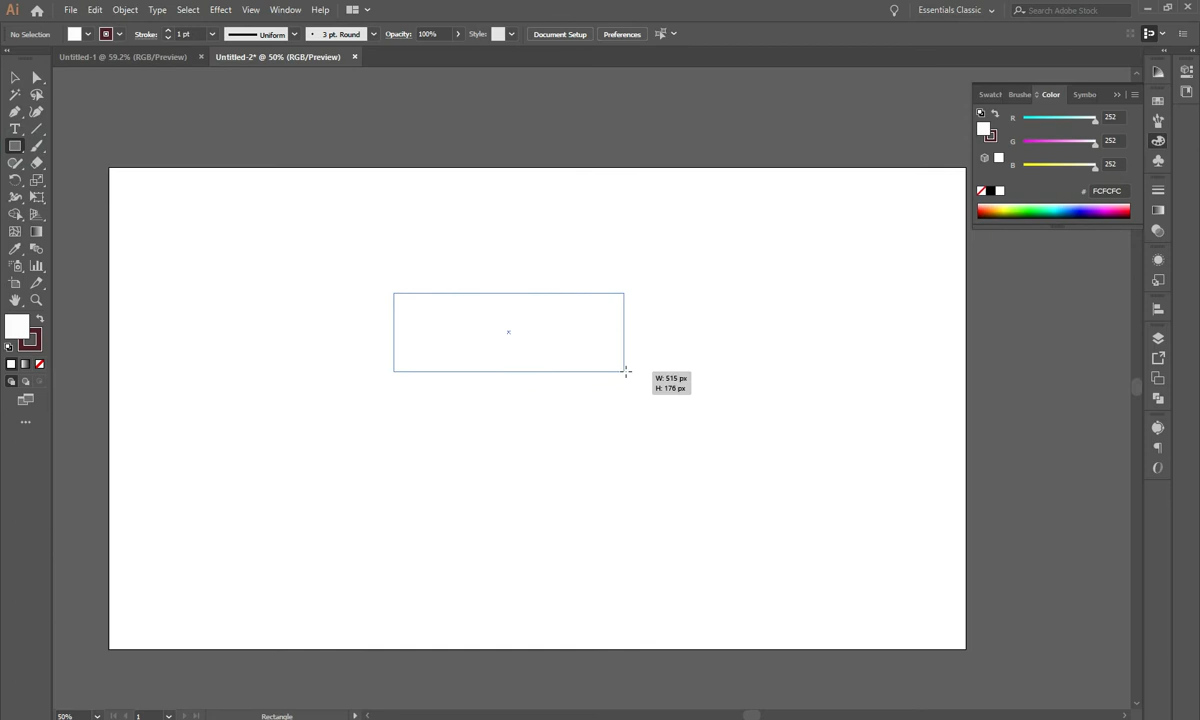 Ai File Edit Object Type Select Effect View Window Help Essentials Classic Search Adobe Stock
No Selection Stroke: 1 pt Uniform 3 pt. Round Opacity: 100% Style: Document Setup Preferences
Untitled-1 @ 59.2% (RGB/Preview) × Untitled-2* @ 50% (RGB/Preview) ×
Swatch Brushe Color Symbo
R 252
G 252
B 252
# FCFCFC
W: 515 px
H: 176 px
50% 1 Rectangle